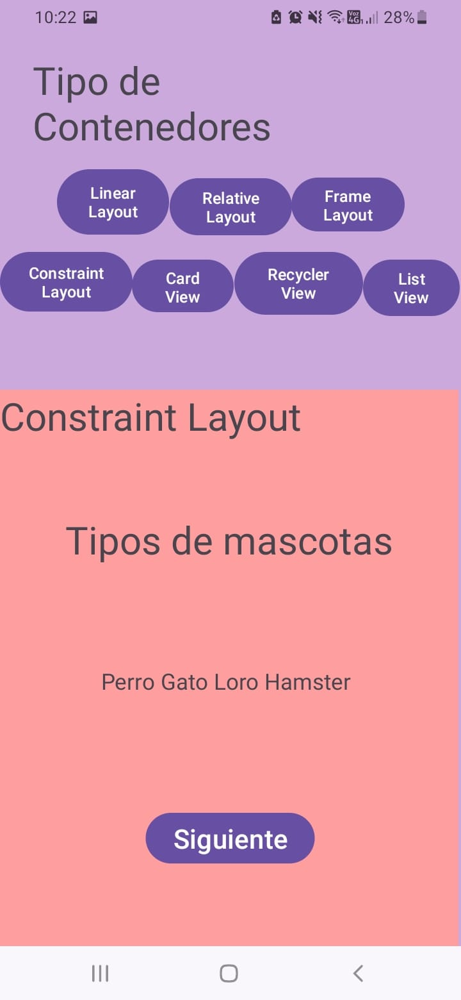 10:22
Voz 4G 28%
Tipo de
Contenedores
Linear
Layout
Relative
Layout
Frame
Layout
Constraint
Layout
Card
View
Recycler
View
List
View
Constraint Layout
Tipos de mascotas
Perro Gato Loro Hamster
Siguiente